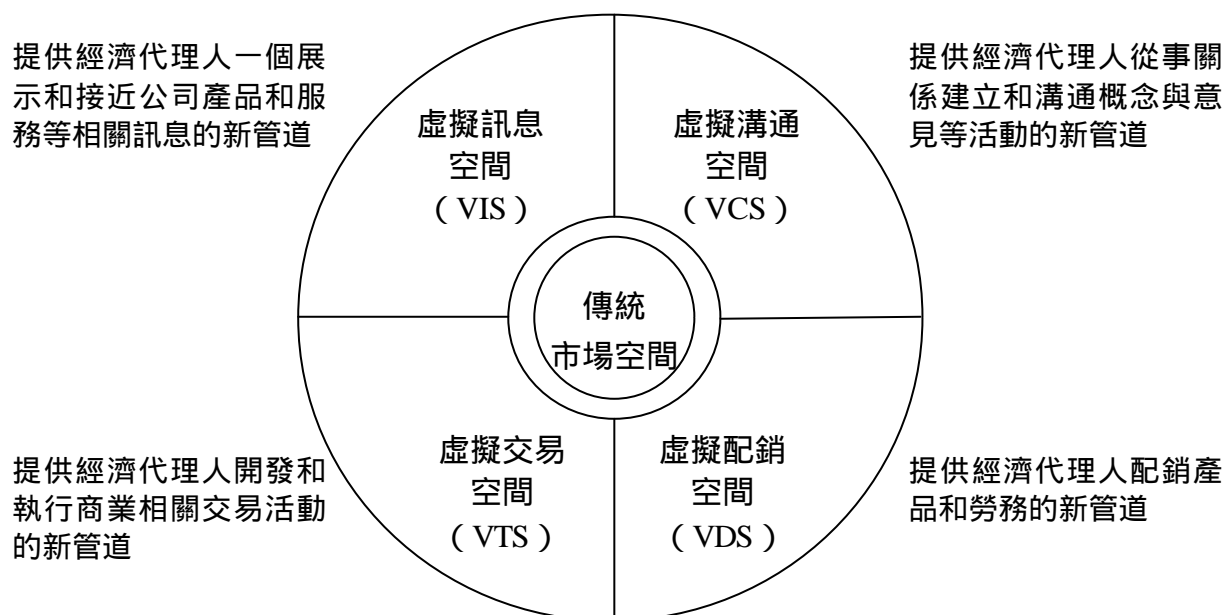 提供經濟代理人一個展
示和接近公司產品和服
務等相關訊息的新管道
虛擬訊息
空間
（VIS）
虛擬溝通
空間
（VCS）
提供經濟代理人從事關
係建立和溝通概念與意
見等活動的新管道
傳統
市場空間
提供經濟代理人開發和
執行商業相關交易活動
的新管道
虛擬交易
空間
（VTS）
虛擬配銷
空間
（VDS）
提供經濟代理人配銷產
品和勞務的新管道